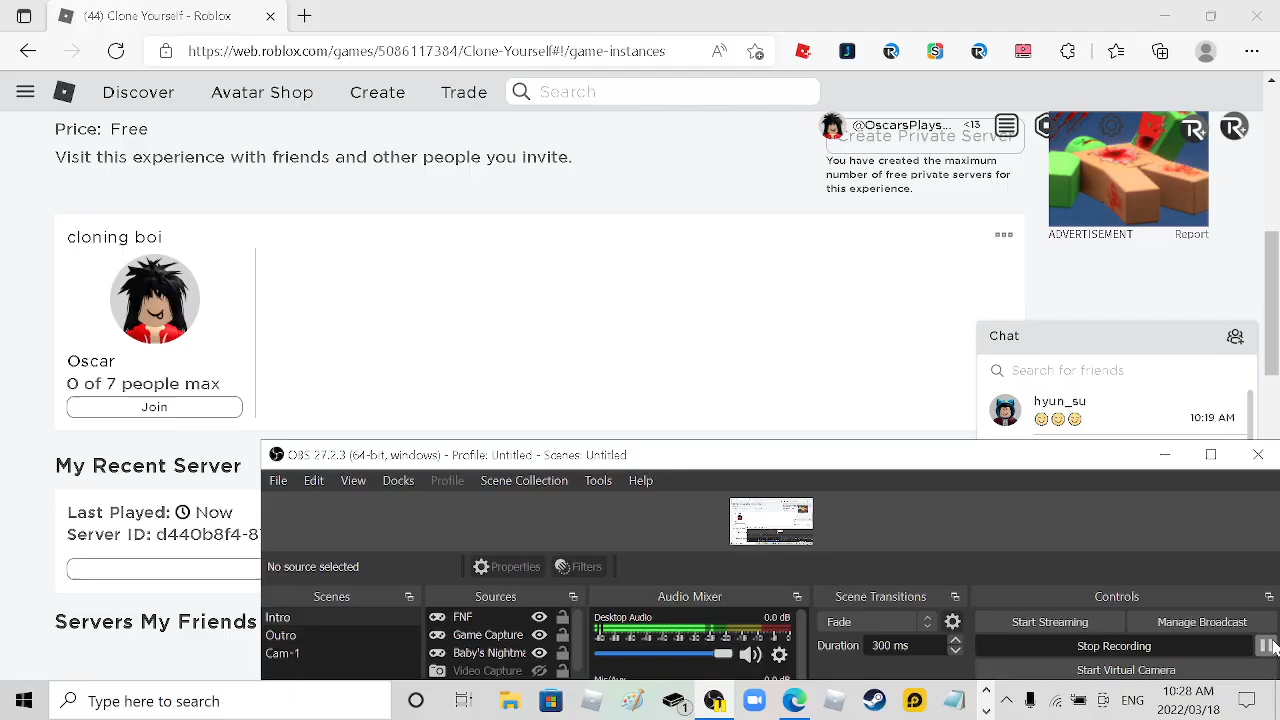 (44) Clone Yourself - Roblox
https://web.roblox.com/games/5086117384/Clone-Yourself#!/game-instances
Discover
Avatar Shop
Create
Trade
Search
Price: Free
Visit this experience with friends and other people you invite.
@OscarsPlays... <13
Create Private Server
You have created the maximum
number of free private servers for
this experience.
ADVERTISEMENT
Report
cloning boi
Oscar
0 of 7 people max
Join
Chat
Search for friends
hyun_su
10:19 AM
My Recent Server
Last Played: Now
Server ID: d440b8f4-8
Servers My Friends
OBS 27.2.3 (64-bit, windows) - Profile: Untitled - Scenes: Untitled
File
Edit
View
Docks
Profile
Scene Collection
Tools
Help
No source selected
Properties
Filters
Scenes
Sources
Audio Mixer
Scene Transitions
Controls
Intro
Outro
Cam-1
FNF
Game Capture
Baby's Nightma
Video Capture
Desktop Audio
0.0 dB
Mic/Aux
0.0 dB
Fade
Duration
300 ms
Start Streaming
Manage Broadcast
Stop Recording
Start Virtual Camera
Type here to search
ENG
10:28 AM
2022/03/18